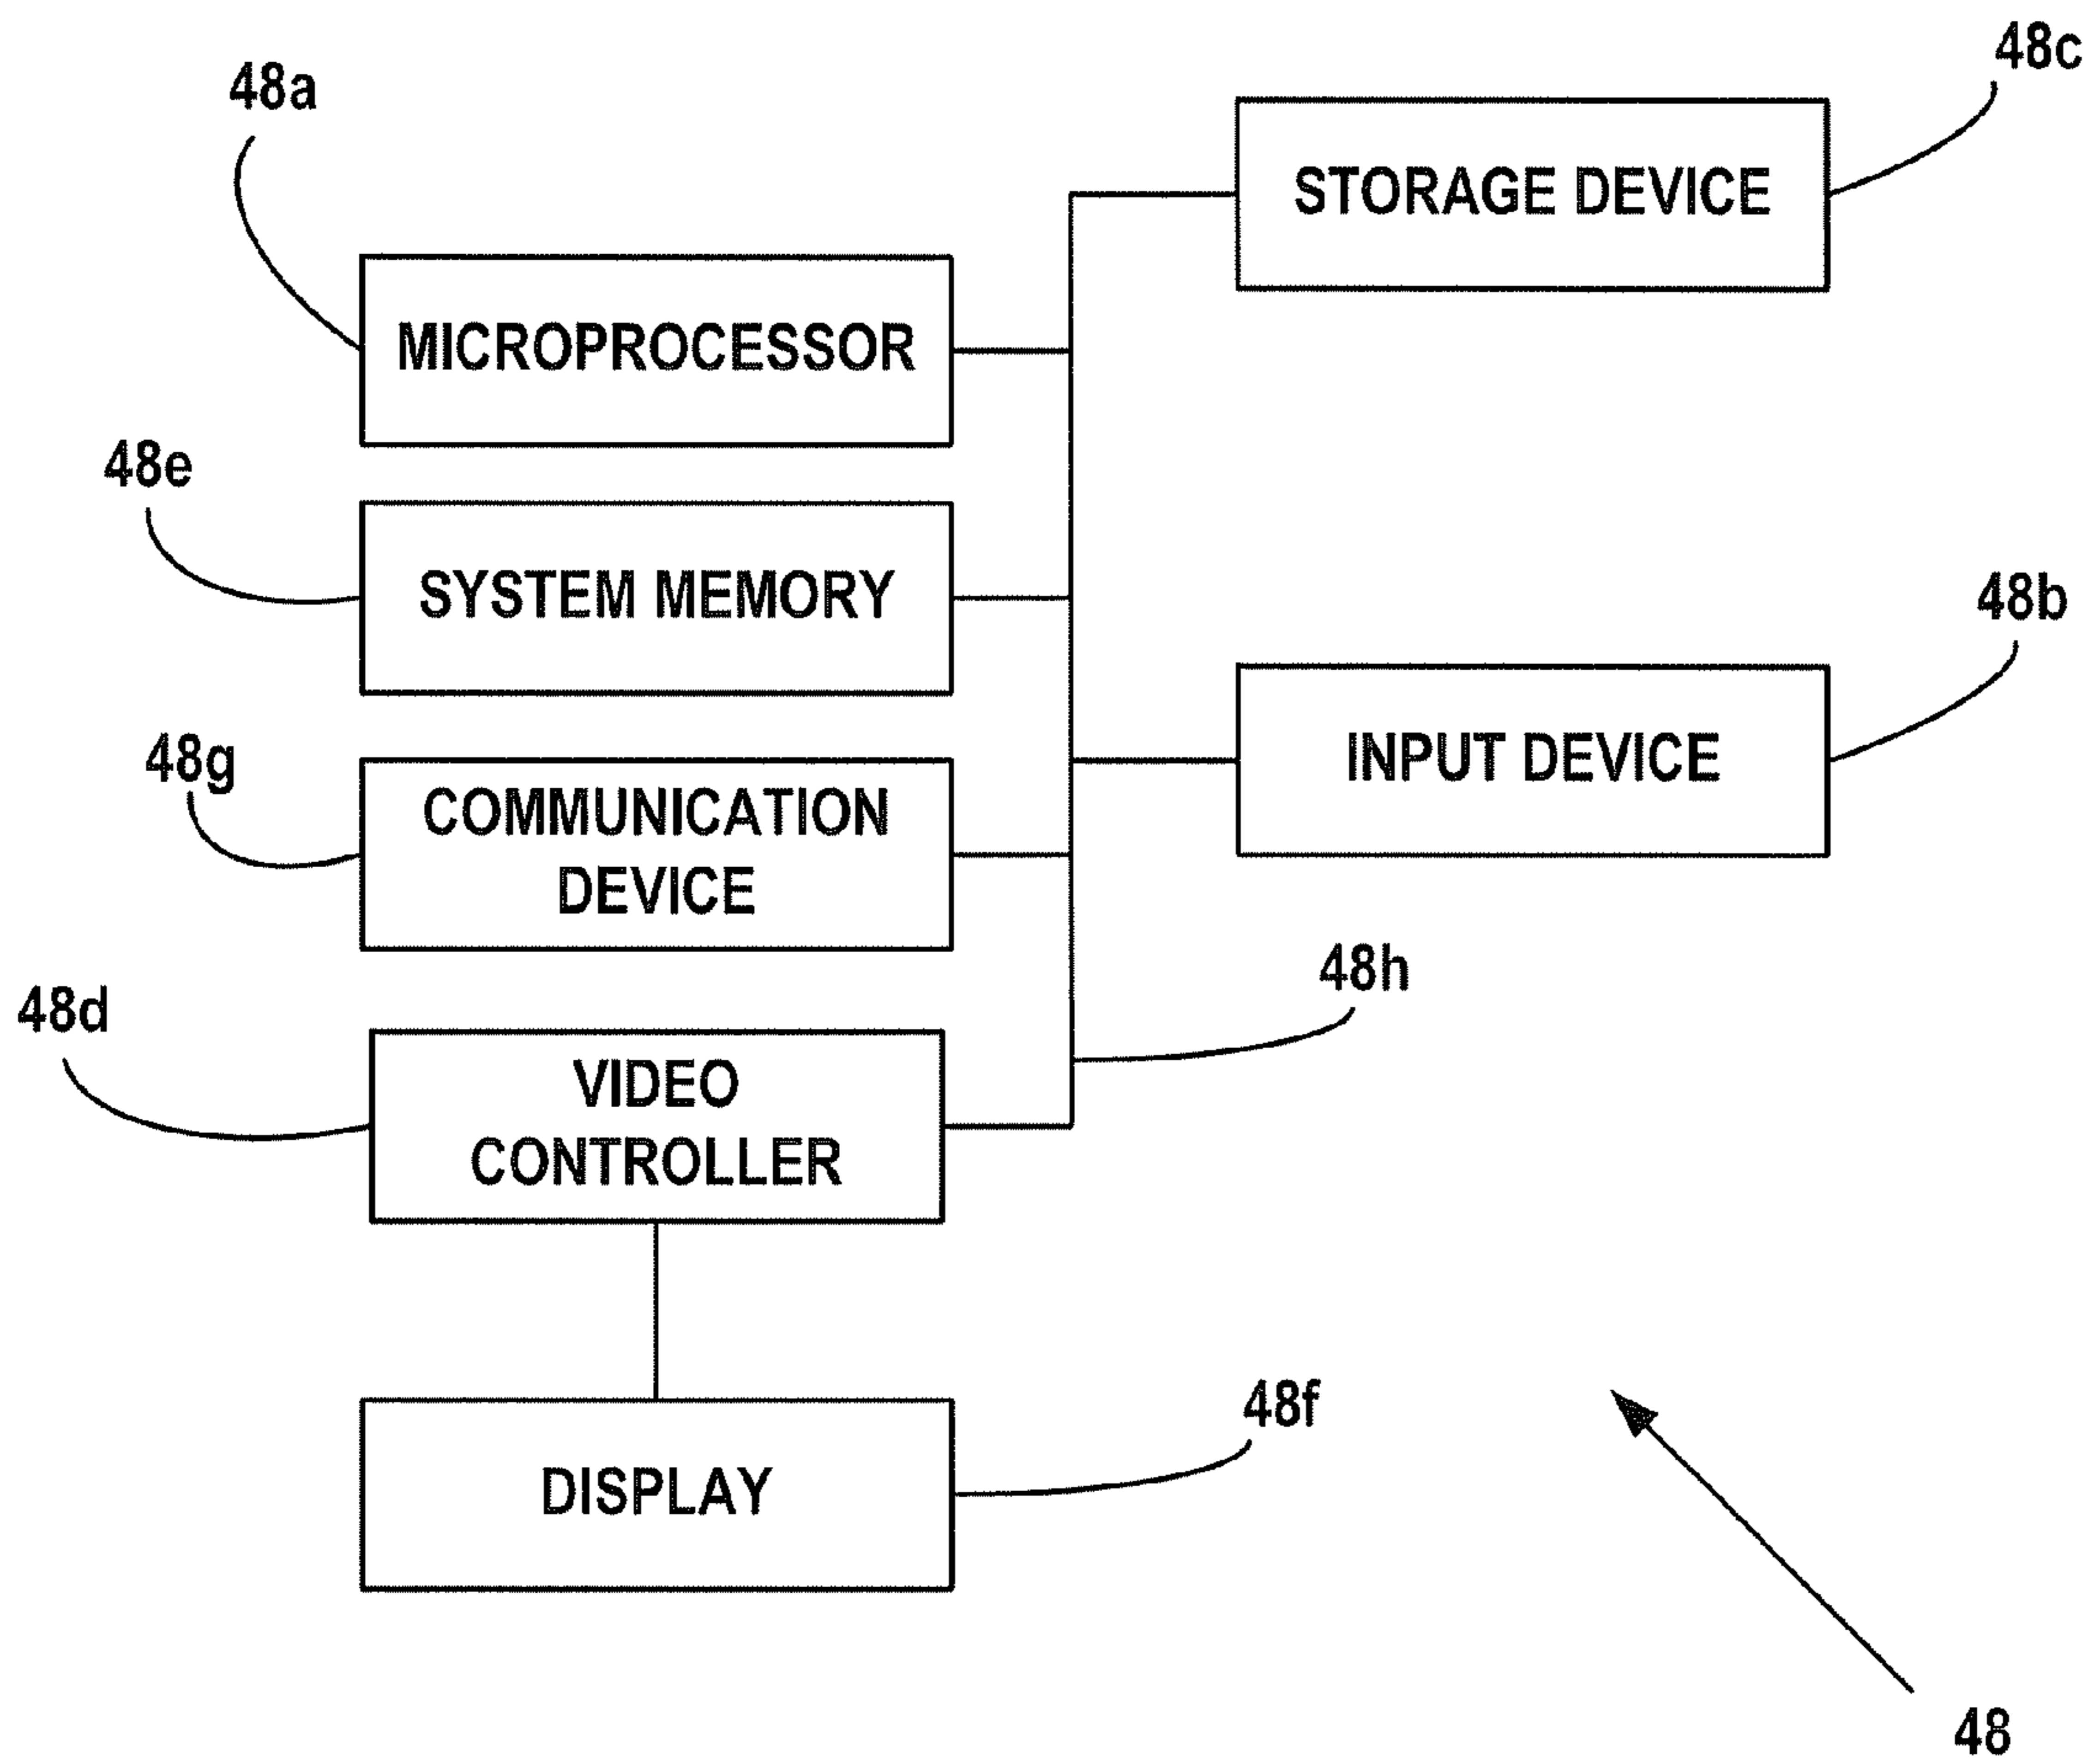 48c
48a
STORAGE DEVICE
MICROPROCESSOR
48e
SYSTEM MEMORY
48b
48g
INPUT DEVICE
COMMUNICATION
DEVICE
48h
48d
VIDEO
CONTROLLER
48f
DISPLAY
48